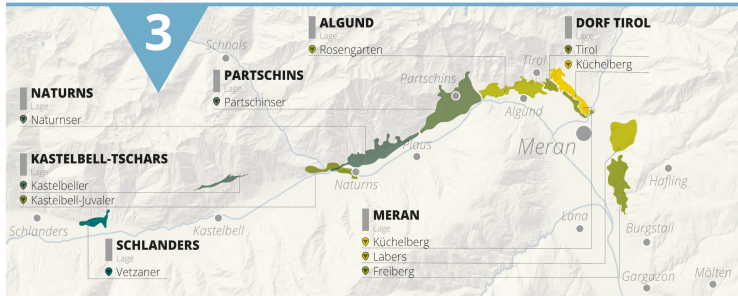 3
ALGUND
Lage
Rosengarten
DORF TIROL
Lage
Tirol
Küchelberg
Schnals
PARTSCHINS
Lage
Partschinser
Partschins
Tirol
NATURNS
Lage
Naturnser
Algund
Meran
Plaus
KASTELBELL-TSCHARS
Lage
Kastelbeller
Kastelbell-Juvaler
Naturns
Hafling
Schlanders
Kastelbell
SCHLANDERS
Lage
Vetzaner
MERAN
Lage
Küchelberg
Labers
Freiberg
Lana
Burgstall
Gargazon
Mölten